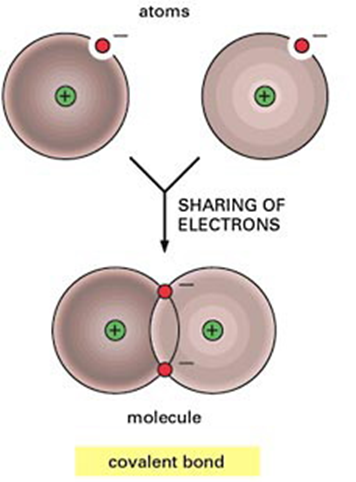 atoms
− −
+ +
SHARING OF
ELECTRONS
−
+ +
−
molecule
covalent bond